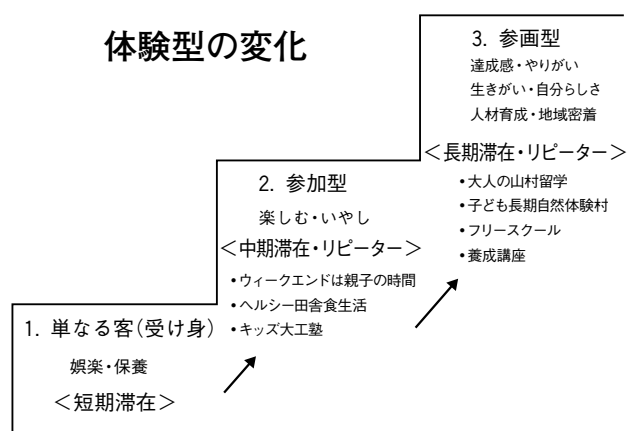 体験型の変化
1. 単なる客(受け身)
娯楽・保養
＜短期滞在＞
2. 参加型
楽しむ・いやし
＜中期滞在・リピーター＞
•ウィークエンドは親子の時間
•ヘルシー田舎食生活
•キッズ大工塾
3. 参画型
達成感・やりがい
生きがい・自分らしさ
人材育成・地域密着
＜長期滞在・リピーター＞
•大人の山村留学
•子ども長期自然体験村
•フリースクール
•養成講座